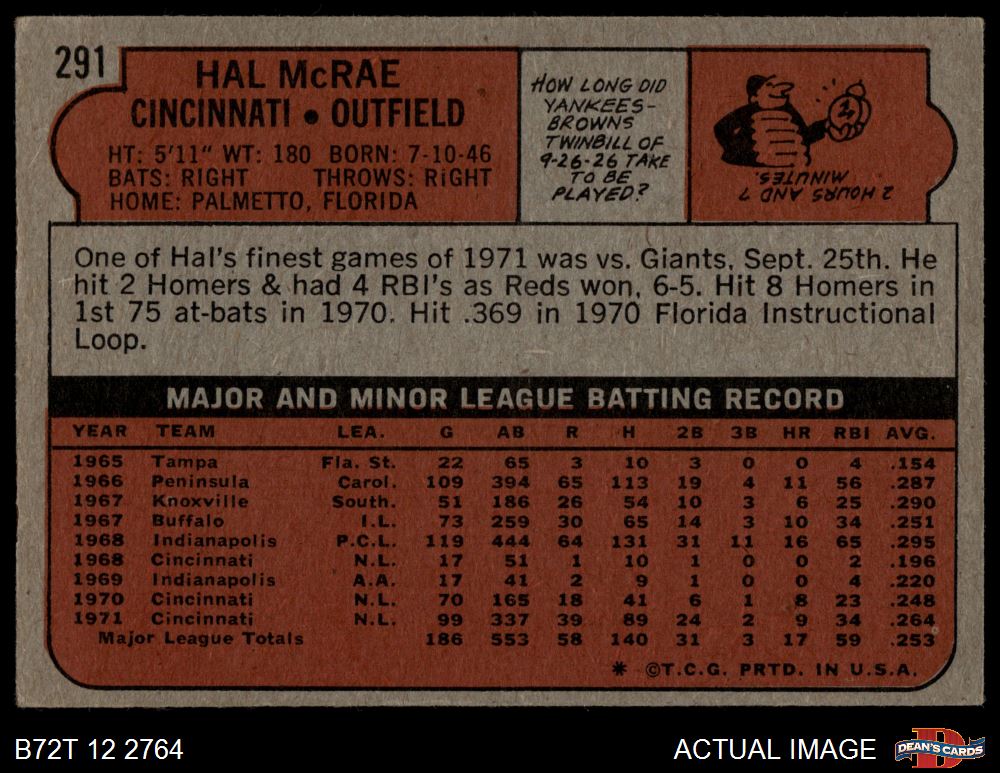 291
HAL McRAE
CINCINNATI • OUTFIELD
HT: 5'11" WT: 180 BORN: 7-10-46
BATS: RIGHT THROWS: RIGHT
HOME: PALMETTO, FLORIDA
HOW LONG DID
YANKEES-
BROWNS
TWINBILL OF
9-26-26 TAKE
TO BE
PLAYED?
2 HOURS AND 7
MINUTES.
One of Hal's finest games of 1971 was vs. Giants, Sept. 25th. He
hit 2 Homers & had 4 RBI's as Reds won, 6-5. Hit 8 Homers in
1st 75 at-bats in 1970. Hit .369 in 1970 Florida Instructional
Loop.
MAJOR AND MINOR LEAGUE BATTING RECORD
YEAR TEAM LEA. G AB R H 2B 3B HR RBI AVG.
1965 Tampa Fla. St. 22 65 3 10 3 0 0 4 .154
1966 Peninsula Carol. 109 394 65 113 19 4 11 56 .287
1967 Knoxville South. 51 186 26 54 10 3 6 25 .290
1967 Buffalo I.L. 73 259 30 65 14 3 10 34 .251
1968 Indianapolis P.C.L. 119 444 64 131 31 11 16 65 .295
1968 Cincinnati N.L. 17 51 1 10 1 0 0 2 .196
1969 Indianapolis A.A. 17 41 2 9 1 0 0 4 .220
1970 Cincinnati N.L. 70 165 18 41 6 1 8 23 .248
1971 Cincinnati N.L. 99 337 39 89 24 2 9 34 .264
Major League Totals 186 553 58 140 31 3 17 59 .253
* ©T.C.G. PRTD. IN U.S.A.
B72T 12 2764
ACTUAL IMAGE
D
DEAN'S CARDS